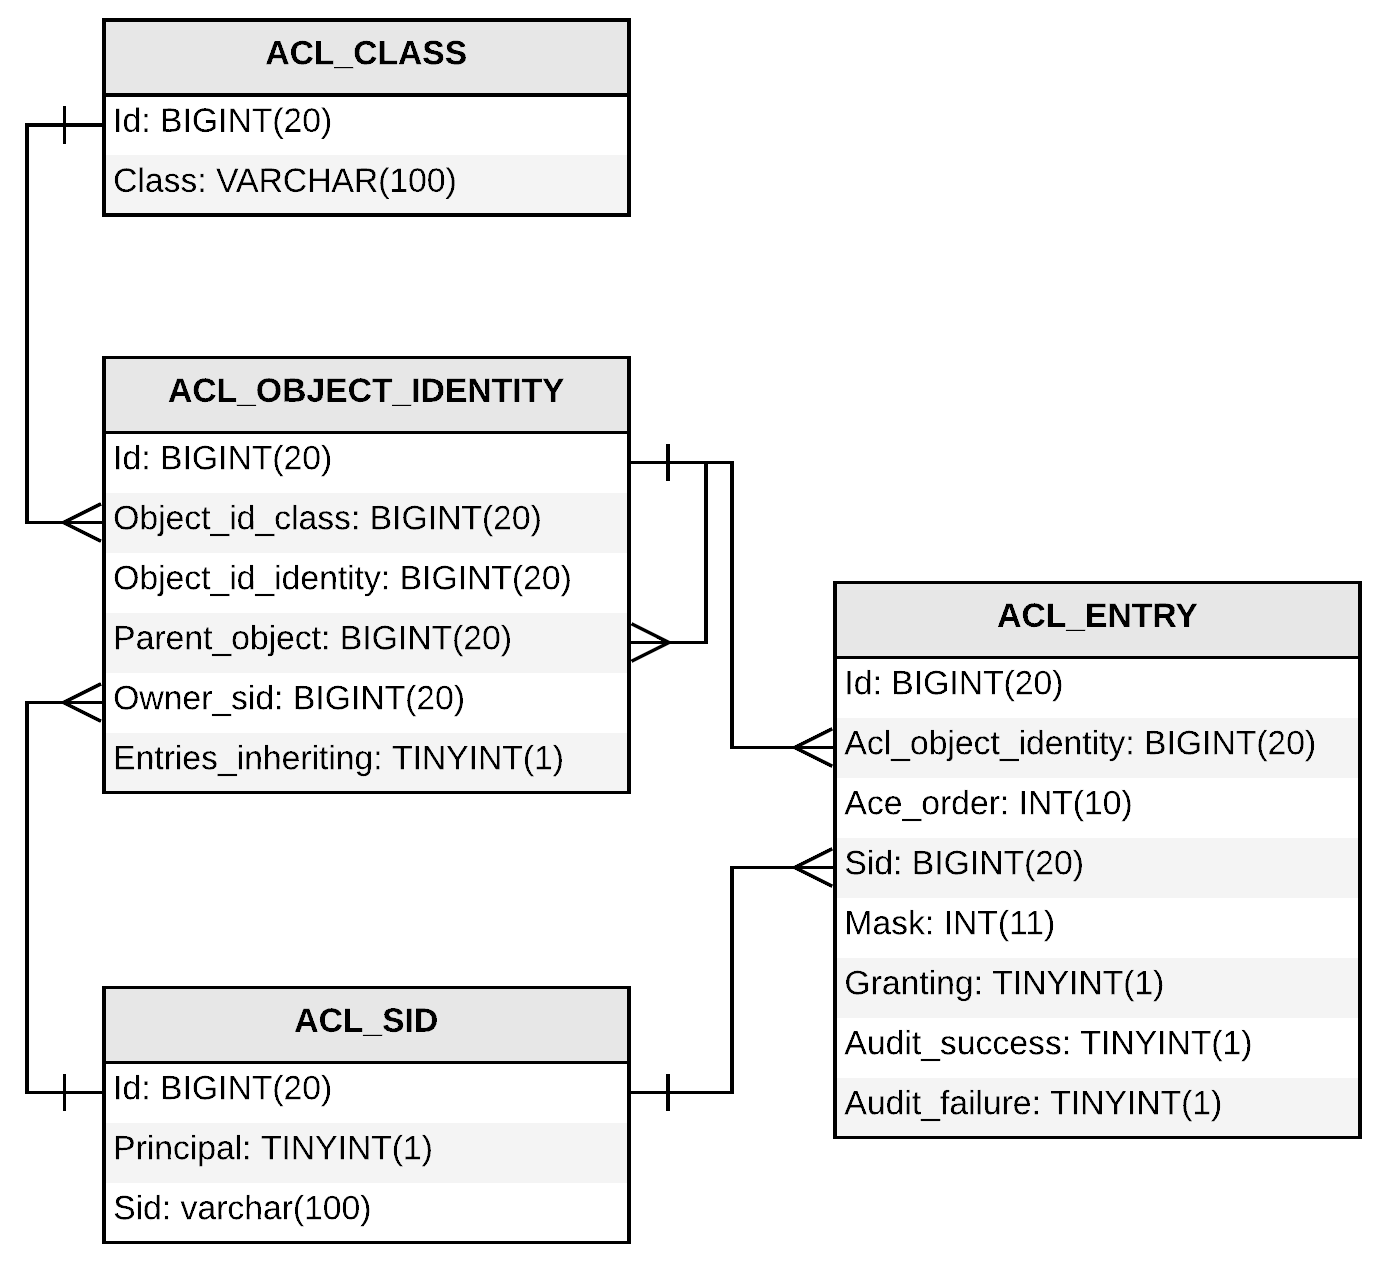 ACL_CLASS
Id: BIGINT(20)
Class: VARCHAR(100)
ACL_OBJECT_IDENTITY
Id: BIGINT(20)
Object_id_class: BIGINT(20)
Object_id_identity: BIGINT(20)
Parent_object: BIGINT(20)
Owner_sid: BIGINT(20)
Entries_inheriting: TINYINT(1)
ACL_ENTRY
Id: BIGINT(20)
Acl_object_identity: BIGINT(20)
Ace_order: INT(10)
Sid: BIGINT(20)
Mask: INT(11)
Granting: TINYINT(1)
Audit_success: TINYINT(1)
Audit_failure: TINYINT(1)
ACL_SID
Id: BIGINT(20)
Principal: TINYINT(1)
Sid: varchar(100)